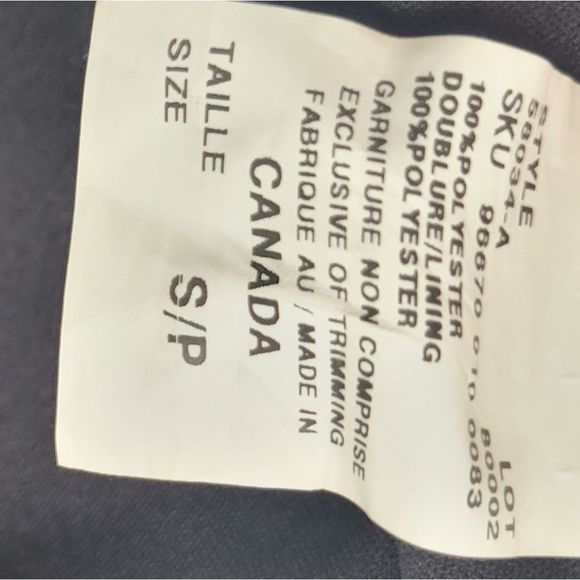 STYLE LOT
58034-A B0002
SKU 98670 010 0083
100%POLYESTER
DOUBLURE/LINING
100%POLYESTER
GARNITURE NON COMPRISE
EXCLUSIVE OF TRIMMING
FABRIQUE AU / MADE IN
CANADA
TAILLE
SIZE S/P